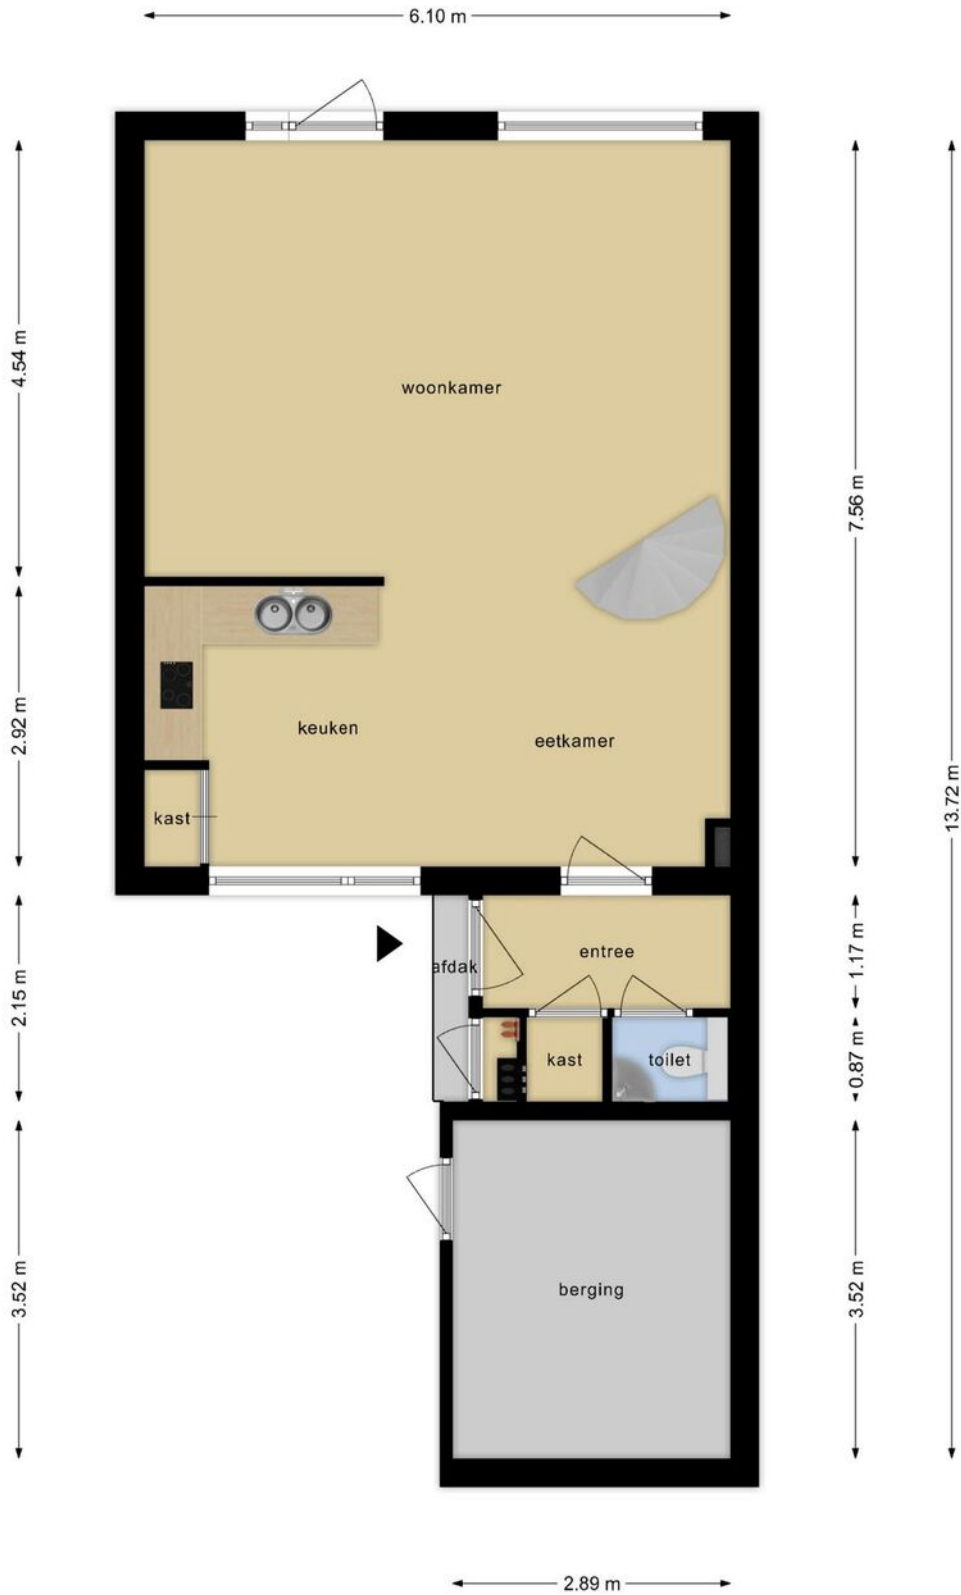 6.10 m
4.54 m
woonkamer
7.56 m
2.92 m
keuken
eetkamer
13.72 m
kast
2.15 m
afdak
entree
1.17 m
kast
toilet
0.87 m
3.52 m
berging
3.52 m
2.89 m